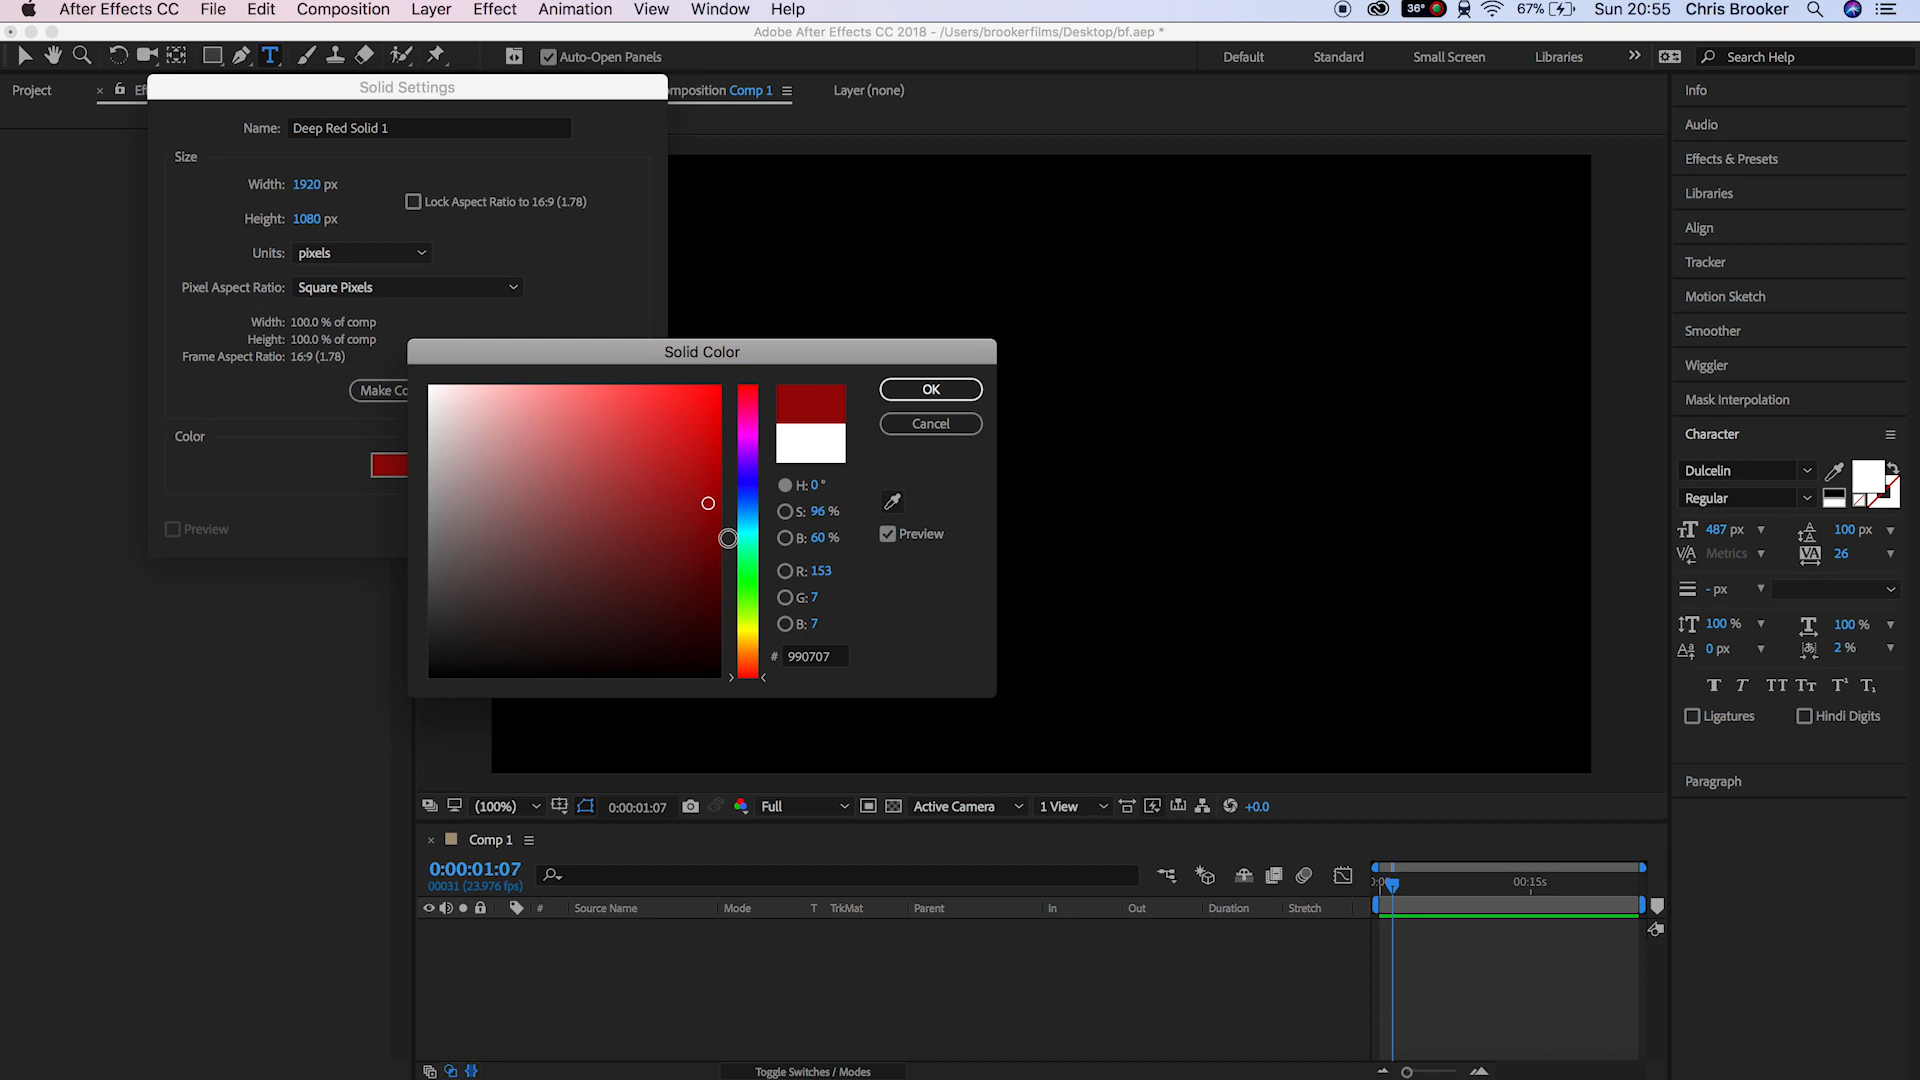 After Effects CC File Edit Composition Layer Effect Animation View Window Help 36° 67% Sun 20:55 Chris Brooker
Adobe After Effects CC 2018 - /Users/brookerfilms/Desktop/bf.aep *
Auto-Open Panels Default Standard Small Screen Libraries Search Help
Project Ef Composition Comp 1 Layer (none)
Solid Settings
Name: Deep Red Solid 1
Size
Width: 1920 px
Lock Aspect Ratio to 16:9 (1.78)
Height: 1080 px
Units: pixels
Pixel Aspect Ratio: Square Pixels
Width: 100.0 % of comp
Height: 100.0 % of comp
Frame Aspect Ratio: 16:9 (1.78)
Make Co
Color
Preview
Solid Color
OK
Cancel
H: 0 °
S: 96 %
B: 60 %
Preview
R: 153
G: 7
B: 7
# 990707
Info
Audio
Effects & Presets
Libraries
Align
Tracker
Motion Sketch
Smoother
Wiggler
Mask Interpolation
Character
Dulcelin
Regular
487 px 100 px
Metrics 26
- px
100 % 100 %
0 px 2 %
T T TT Tт T¹ T₁
Ligatures Hindi Digits
Paragraph
(100%) 0:00:01:07 Full Active Camera 1 View +0.0
Comp 1
0:00:01:07
00031 (23.976 fps)
00:15s
# Source Name Mode T TrkMat Parent In Out Duration Stretch
Toggle Switches / Modes